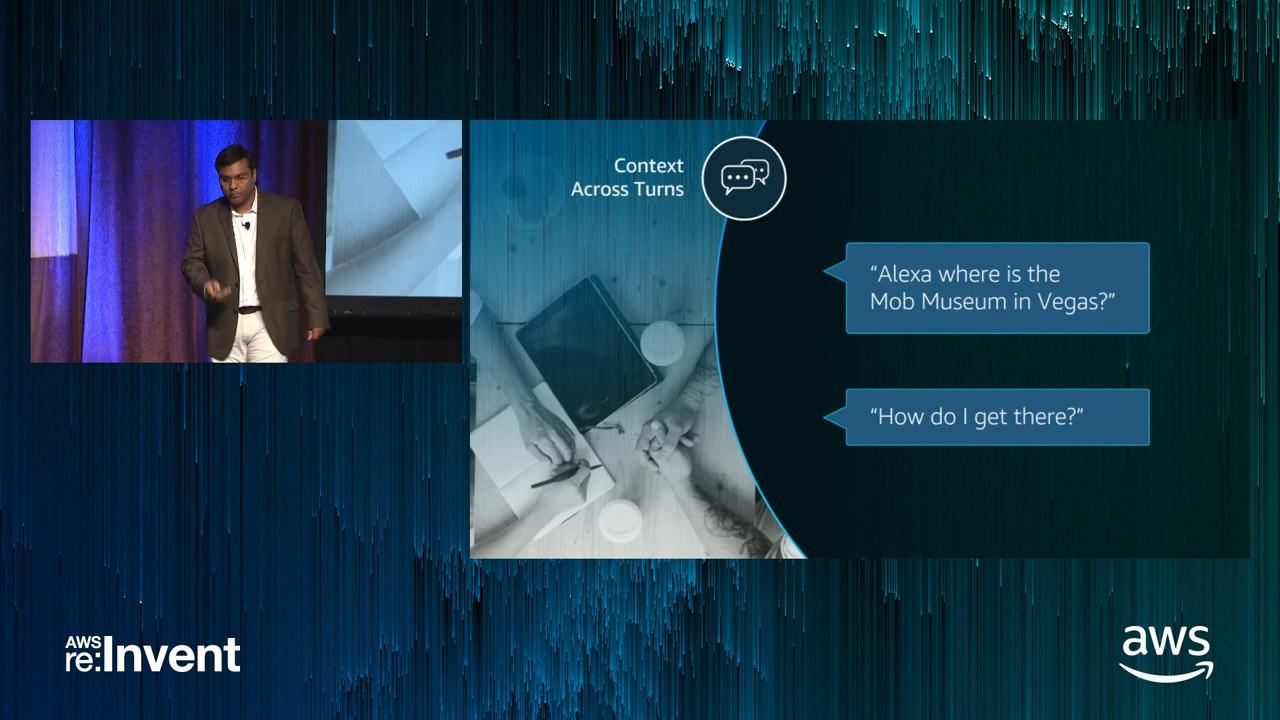 Context
Across Turns
“Alexa where is the
Mob Museum in Vegas?”
“How do I get there?”
AWS
re:Invent
aws